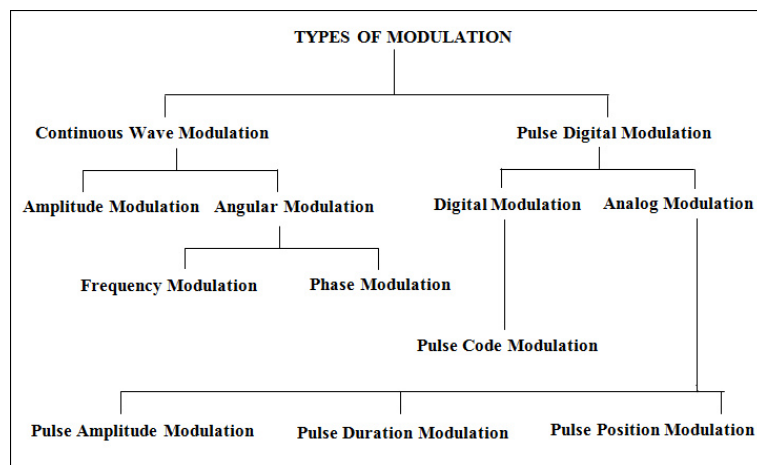 TYPES OF MODULATION
Continuous Wave Modulation
Pulse Digital Modulation
Amplitude Modulation
Angular Modulation
Digital Modulation
Analog Modulation
Frequency Modulation
Phase Modulation
Pulse Code Modulation
Pulse Amplitude Modulation
Pulse Duration Modulation
Pulse Position Modulation